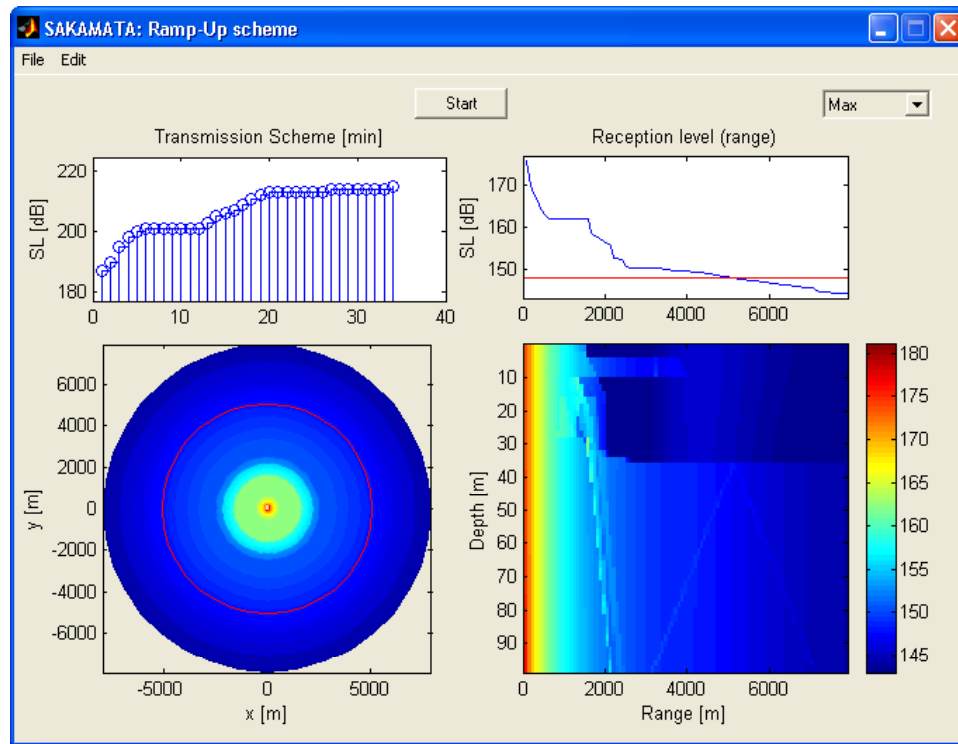 SAKAMATA: Ramp-Up scheme
File Edit
Start
Max
Transmission Scheme [min]
Reception level (range)
SL [dB]
220
200
180
0 10 20 30 40
SL [dB]
170
150
0 2000 4000 6000
y [m]
6000
4000
2000
0
-2000
-4000
-6000
-5000 0 5000
x [m]
Depth [m]
10
20
30
40
50
60
70
80
90
0 2000 4000 6000
Range [m]
180
175
170
165
160
155
150
145